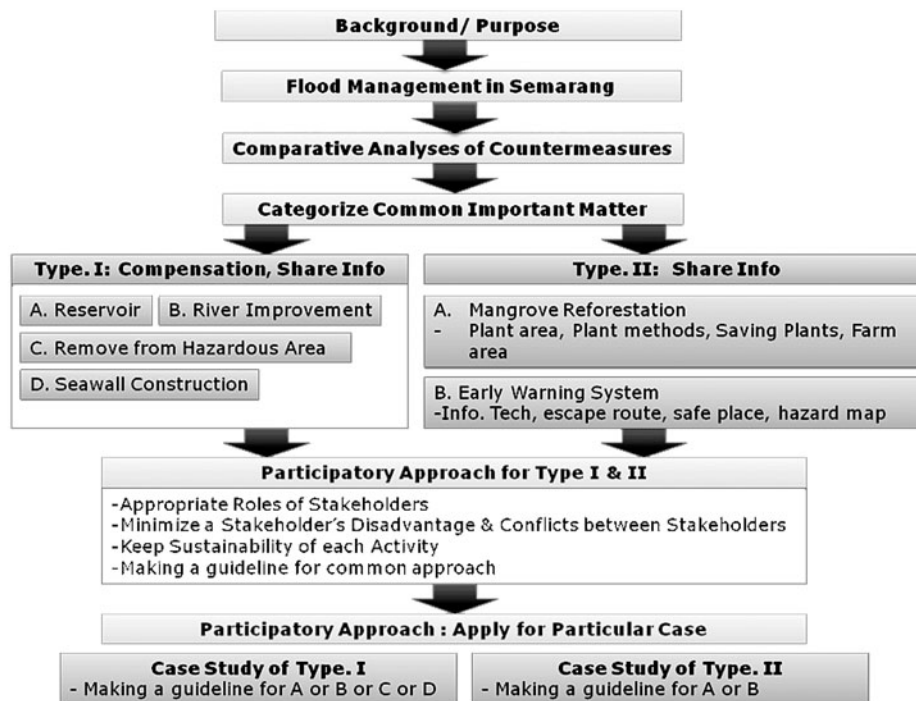 Background/ Purpose
Flood Management in Semarang
Comparative Analyses of Countermeasures
Categorize Common Important Matter
Type. I: Compensation, Share Info
A. Reservoir
B. River Improvement
C. Remove from Hazardous Area
D. Seawall Construction
Type. II: Share Info
A. Mangrove Reforestation
- Plant area, Plant methods, Saving Plants, Farm
area
B. Early Warning System
-Info. Tech, escape route, safe place, hazard map
Participatory Approach for Type I & II
-Appropriate Roles of Stakeholders
-Minimize a Stakeholder's Disadvantage & Conflicts between Stakeholders
-Keep Sustainability of each Activity
-Making a guideline for common approach
Participatory Approach : Apply for Particular Case
Case Study of Type. I
- Making a guideline for A or B or C or D
Case Study of Type. II
- Making a guideline for A or B